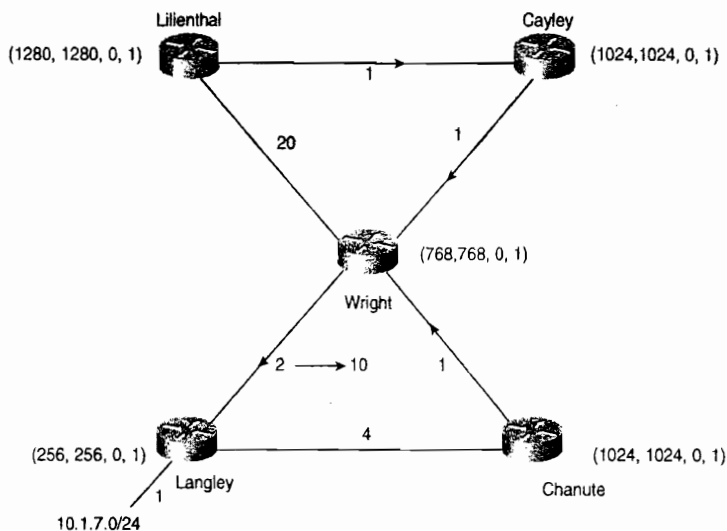 Lilienthal
Cayley
(1280, 1280, 0, 1)
(1024,1024, 0, 1)
1
20
1
(768,768, 0, 1)
Wright
2
10
1
4
(256, 256, 0, 1)
(1024, 1024, 0, 1)
Langley
Chanute
1
10.1.7.0/24